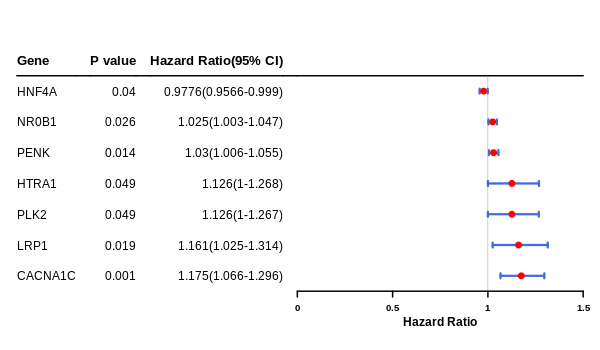 Gene P value Hazard Ratio(95% CI)
HNF4A 0.04 0.9776(0.9566-0.999)
NR0B1 0.026 1.025(1.003-1.047)
PENK 0.014 1.03(1.006-1.055)
HTRA1 0.049 1.126(1-1.268)
PLK2 0.049 1.126(1-1.267)
LRP1 0.019 1.161(1.025-1.314)
CACNA1C 0.001 1.175(1.066-1.296)
0 0.5 1 1.5
Hazard Ratio